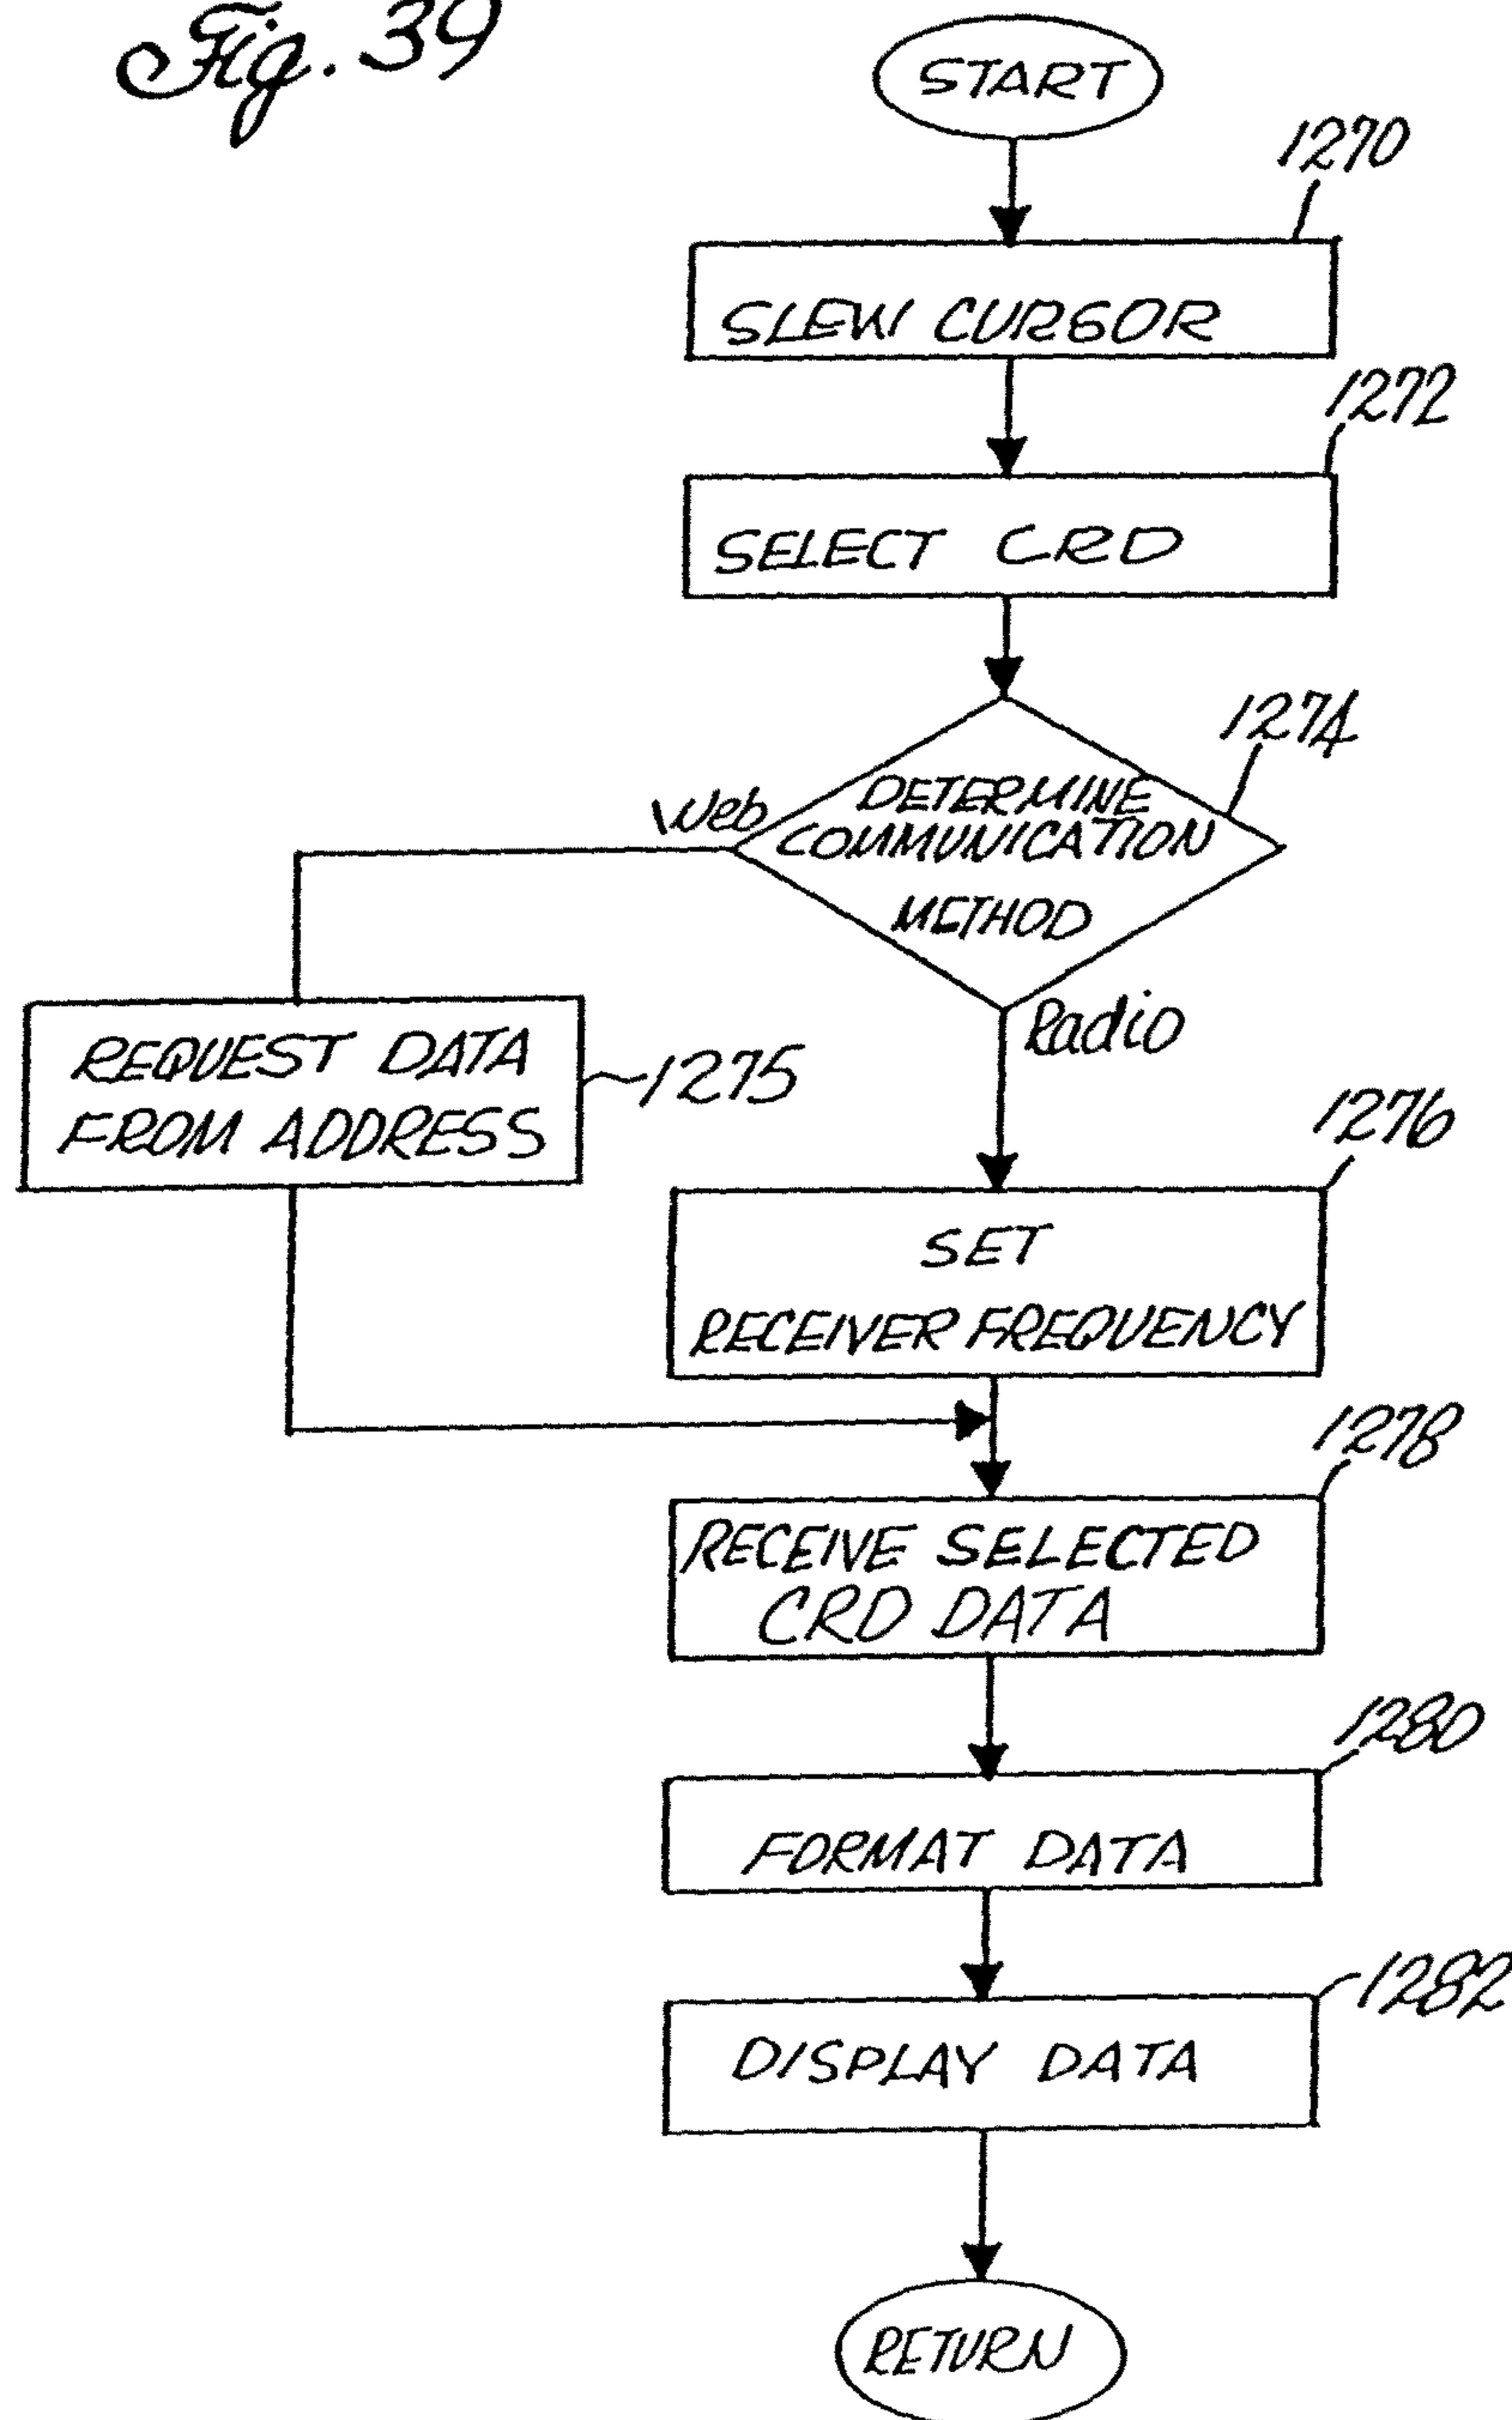 Fig. 39
START
1270
SLEW CURSOR
1272
SELECT CRD
1274
DETERMINE
COMMUNICATION
METHOD
Web
Radio
REQUEST DATA
FROM ADDRESS
1275
1276
SET
RECEIVER FREQUENCY
1278
RECEIVE SELECTED
CRD DATA
1280
FORMAT DATA
1282
DISPLAY DATA
RETURN